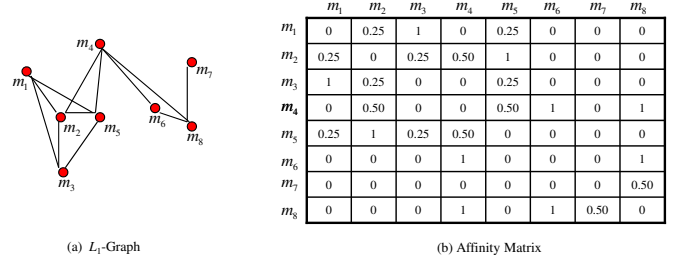 m₄
m₇
m₁
m₂ m₅
m₆
m₈
m₃
(a) L₁-Graph
m₁ m₂ m₃ m₄ m₅ m₆ m₇ m₈
m₁ 0 0.25 1 0 0.25 0 0 0
m₂ 0.25 0 0.25 0.50 1 0 0 0
m₃ 1 0.25 0 0 0.25 0 0 0
m₄ 0 0.50 0 0 0.50 1 0 1
m₅ 0.25 1 0.25 0.50 0 0 0 0
m₆ 0 0 0 1 0 0 0 1
m₇ 0 0 0 0 0 0 0 0.50
m₈ 0 0 0 1 0 1 0.50 0
(b) Affinity Matrix